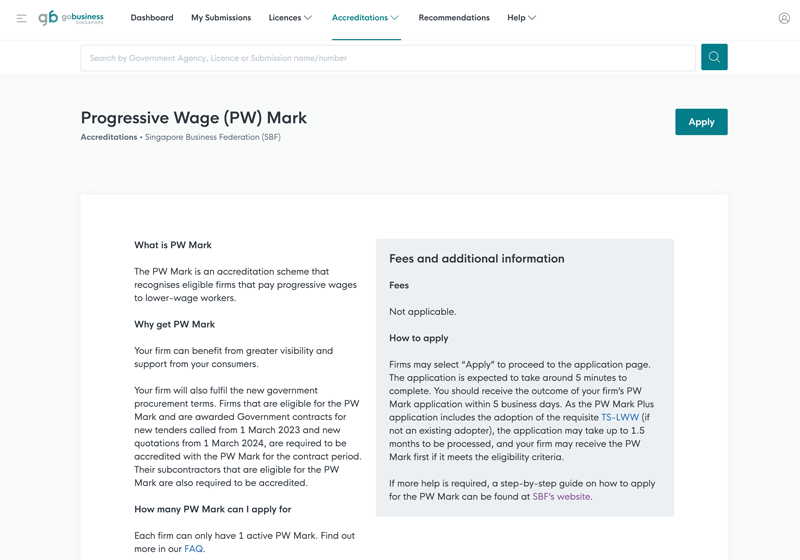 gobusiness
SINGAPORE
Dashboard
My Submissions
Licences
Accreditations
Recommendations
Help
Search by Government Agency, Licence or Submission name/number
Progressive Wage (PW) Mark
Accreditations • Singapore Business Federation (SBF)
Apply
What is PW Mark
The PW Mark is an accreditation scheme that
recognises eligible firms that pay progressive wages
to lower-wage workers.
Why get PW Mark
Your firm can benefit from greater visibility and
support from your consumers.
Your firm will also fulfil the new government
procurement terms. Firms that are eligible for the PW
Mark and are awarded Government contracts for
new tenders called from 1 March 2023 and new
quotations from 1 March 2024, are required to be
accredited with the PW Mark for the contract period.
Their subcontractors that are eligible for the PW
Mark are also required to be accredited.
How many PW Mark can I apply for
Each firm can only have 1 active PW Mark. Find out
more in our FAQ.
Fees and additional information
Fees
Not applicable.
How to apply
Firms may select “Apply” to proceed to the application page.
The application is expected to take around 5 minutes to
complete. You should receive the outcome of your firm's PW
Mark application within 5 business days. As the PW Mark Plus
application includes the adoption of the requisite TS-LWW (if
not an existing adopter), the application may take up to 1.5
months to be processed, and your firm may receive the PW
Mark first if it meets the eligibility criteria.
If more help is required, a step-by-step guide on how to apply
for the PW Mark can be found at SBF's website.